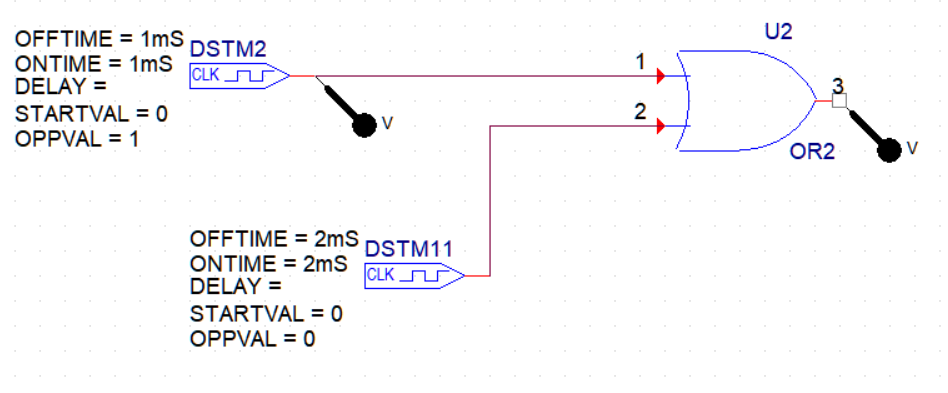 OFFTIME = 1mS
ONTIME = 1mS
DELAY =
STARTVAL = 0
OPPVAL = 1
DSTM2
CLK
V
1
2
U2
3
OR2
V
OFFTIME = 2mS
ONTIME = 2mS
DELAY =
STARTVAL = 0
OPPVAL = 0
DSTM11
CLK